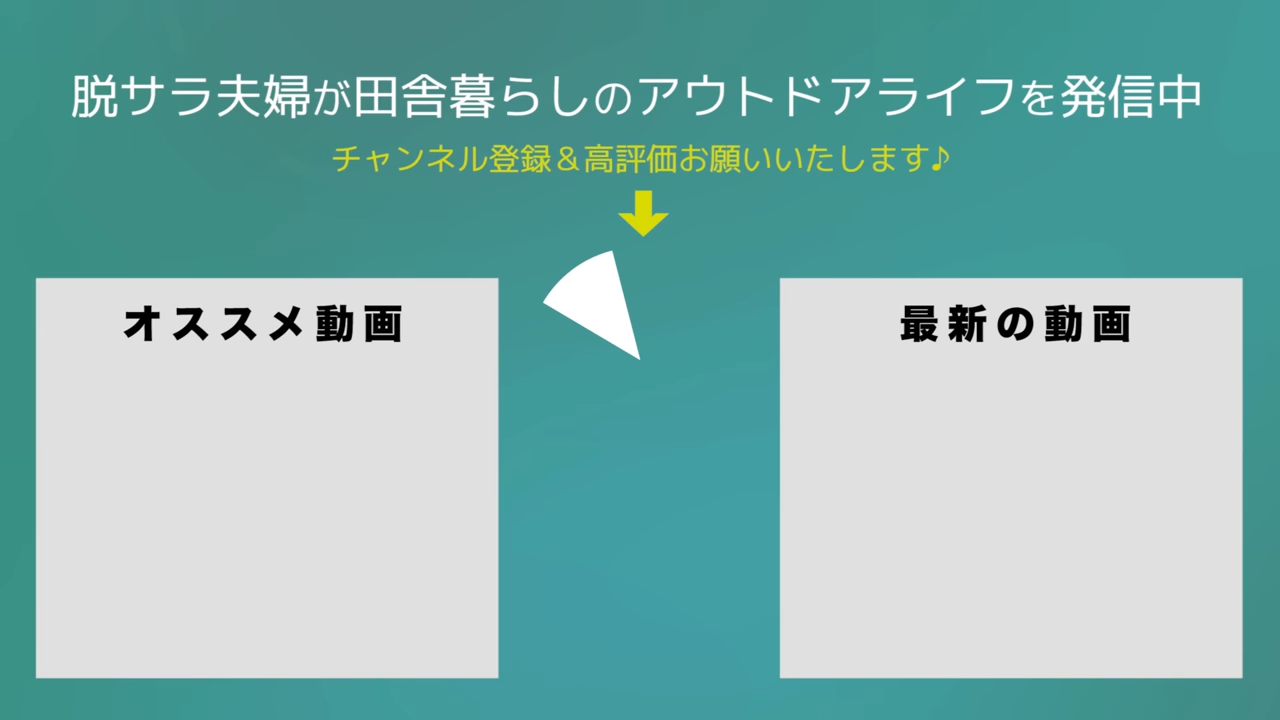 脱サラ夫婦が田舎暮らしのアウトドアライフを発信中
チャンネル登録＆高評価お願いいたします♪
オススメ動画
最新の動画